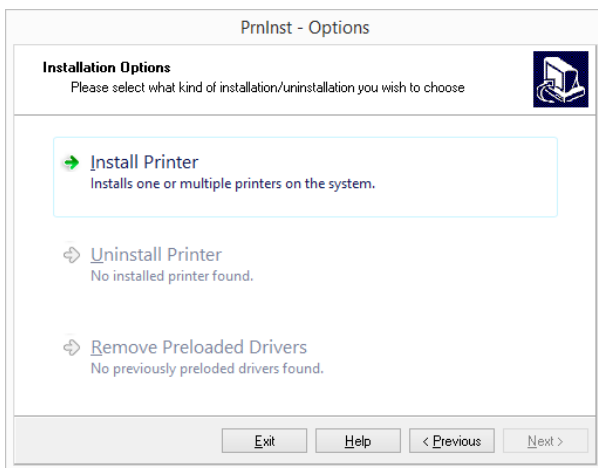 PrnInst - Options
Installation Options
Please select what kind of installation/uninstallation you wish to choose
Install Printer
Installs one or multiple printers on the system.
Uninstall Printer
No installed printer found.
Remove Preloaded Drivers
No previously preloded drivers found.
Exit Help < Previous Next >